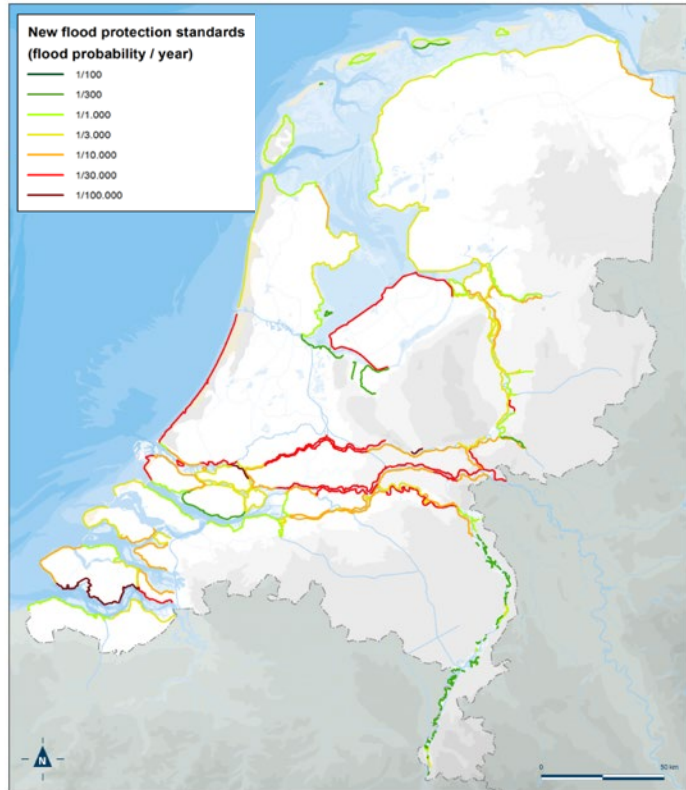 New flood protection standards
(flood probability / year)
1/100
1/300
1/1.000
1/3.000
1/10.000
1/30.000
1/100.000
N
0
50 km